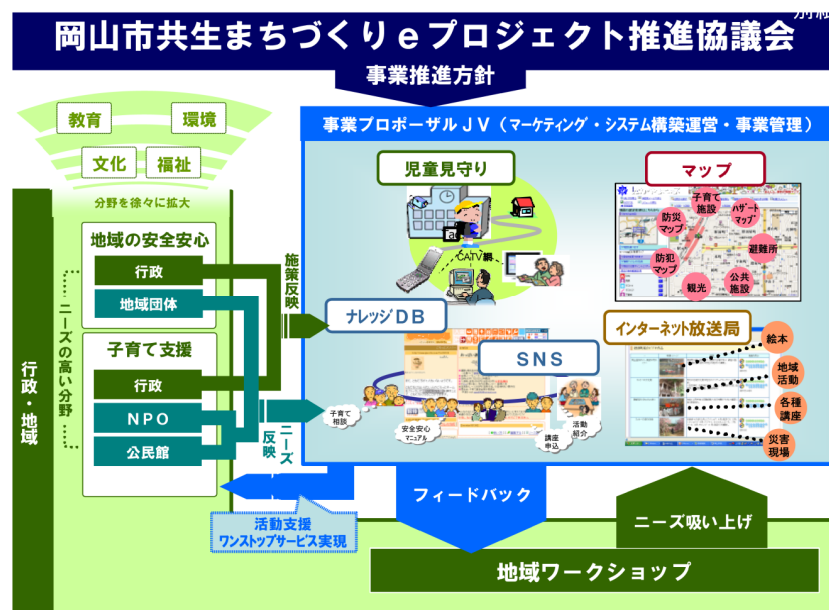 別紙
岡山市共生まちづくりｅプロジェクト推進協議会
事業推進方針
教育
環境
文化
福祉
分野を徐々に拡大
行政・地域
ニーズの高い分野
地域の安全安心
行政
地域団体
子育て支援
行政
ＮＰＯ
公民館
施策反映
ニーズ
反映
事業プロポーザルＪＶ（マーケティング・システム構築運営・事業管理）
児童見守り
CATV網
マップ
子育て
施設
ﾊｻﾞｰﾄ
ﾏｯﾌﾟ
防災
マップ
避難所
防犯
マップ
公共
施設
観光
ナレッジＤＢ
ＳＮＳ
子育て
相談
安全安心
マニュアル
講座
申込
活動
紹介
インターネット放送局
絵本
地域
活動
各種
講座
災害
現場
活動支援
ワンストップサービス実現
フィードバック
ニーズ吸い上げ
地域ワークショップ